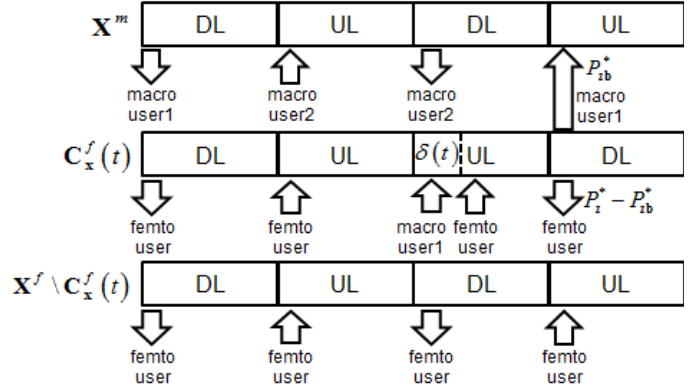 X^m DL UL DL UL
P*_zb
macro user1 macro user2 macro user2 macro user1
C^f_x(t) DL UL δ(t) UL DL
P*_z − P*_zb
femto user femto user macro user1 femto user femto user
X^f \ C^f_x(t) DL UL DL UL
femto user femto user femto user femto user